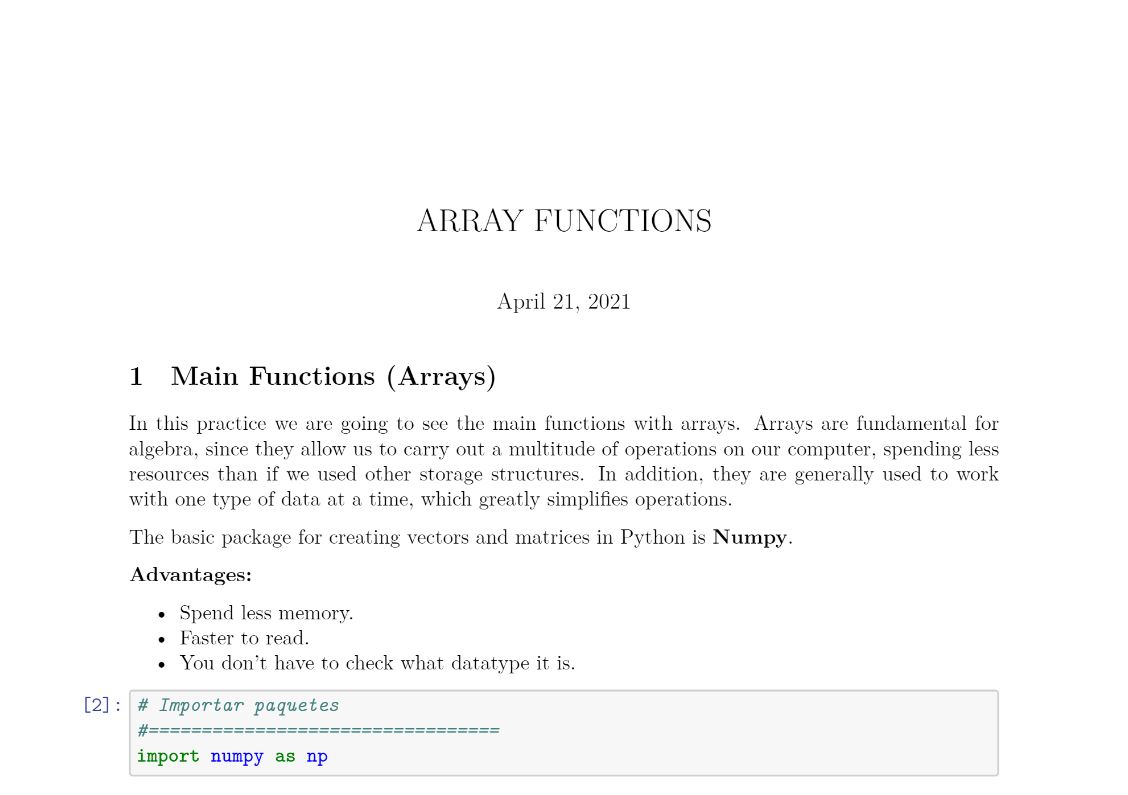 ARRAY FUNCTIONS
April 21, 2021
1 Main Functions (Arrays)
In this practice we are going to see the main functions with arrays. Arrays are fundamental for
algebra, since they allow us to carry out a multitude of operations on our computer, spending less
resources than if we used other storage structures. In addition, they are generally used to work
with one type of data at a time, which greatly simplifies operations.
The basic package for creating vectors and matrices in Python is Numpy.
Advantages:
• Spend less memory.
• Faster to read.
• You don't have to check what datatype it is.
[2]: # Importar paquetes
#=================================
import numpy as np